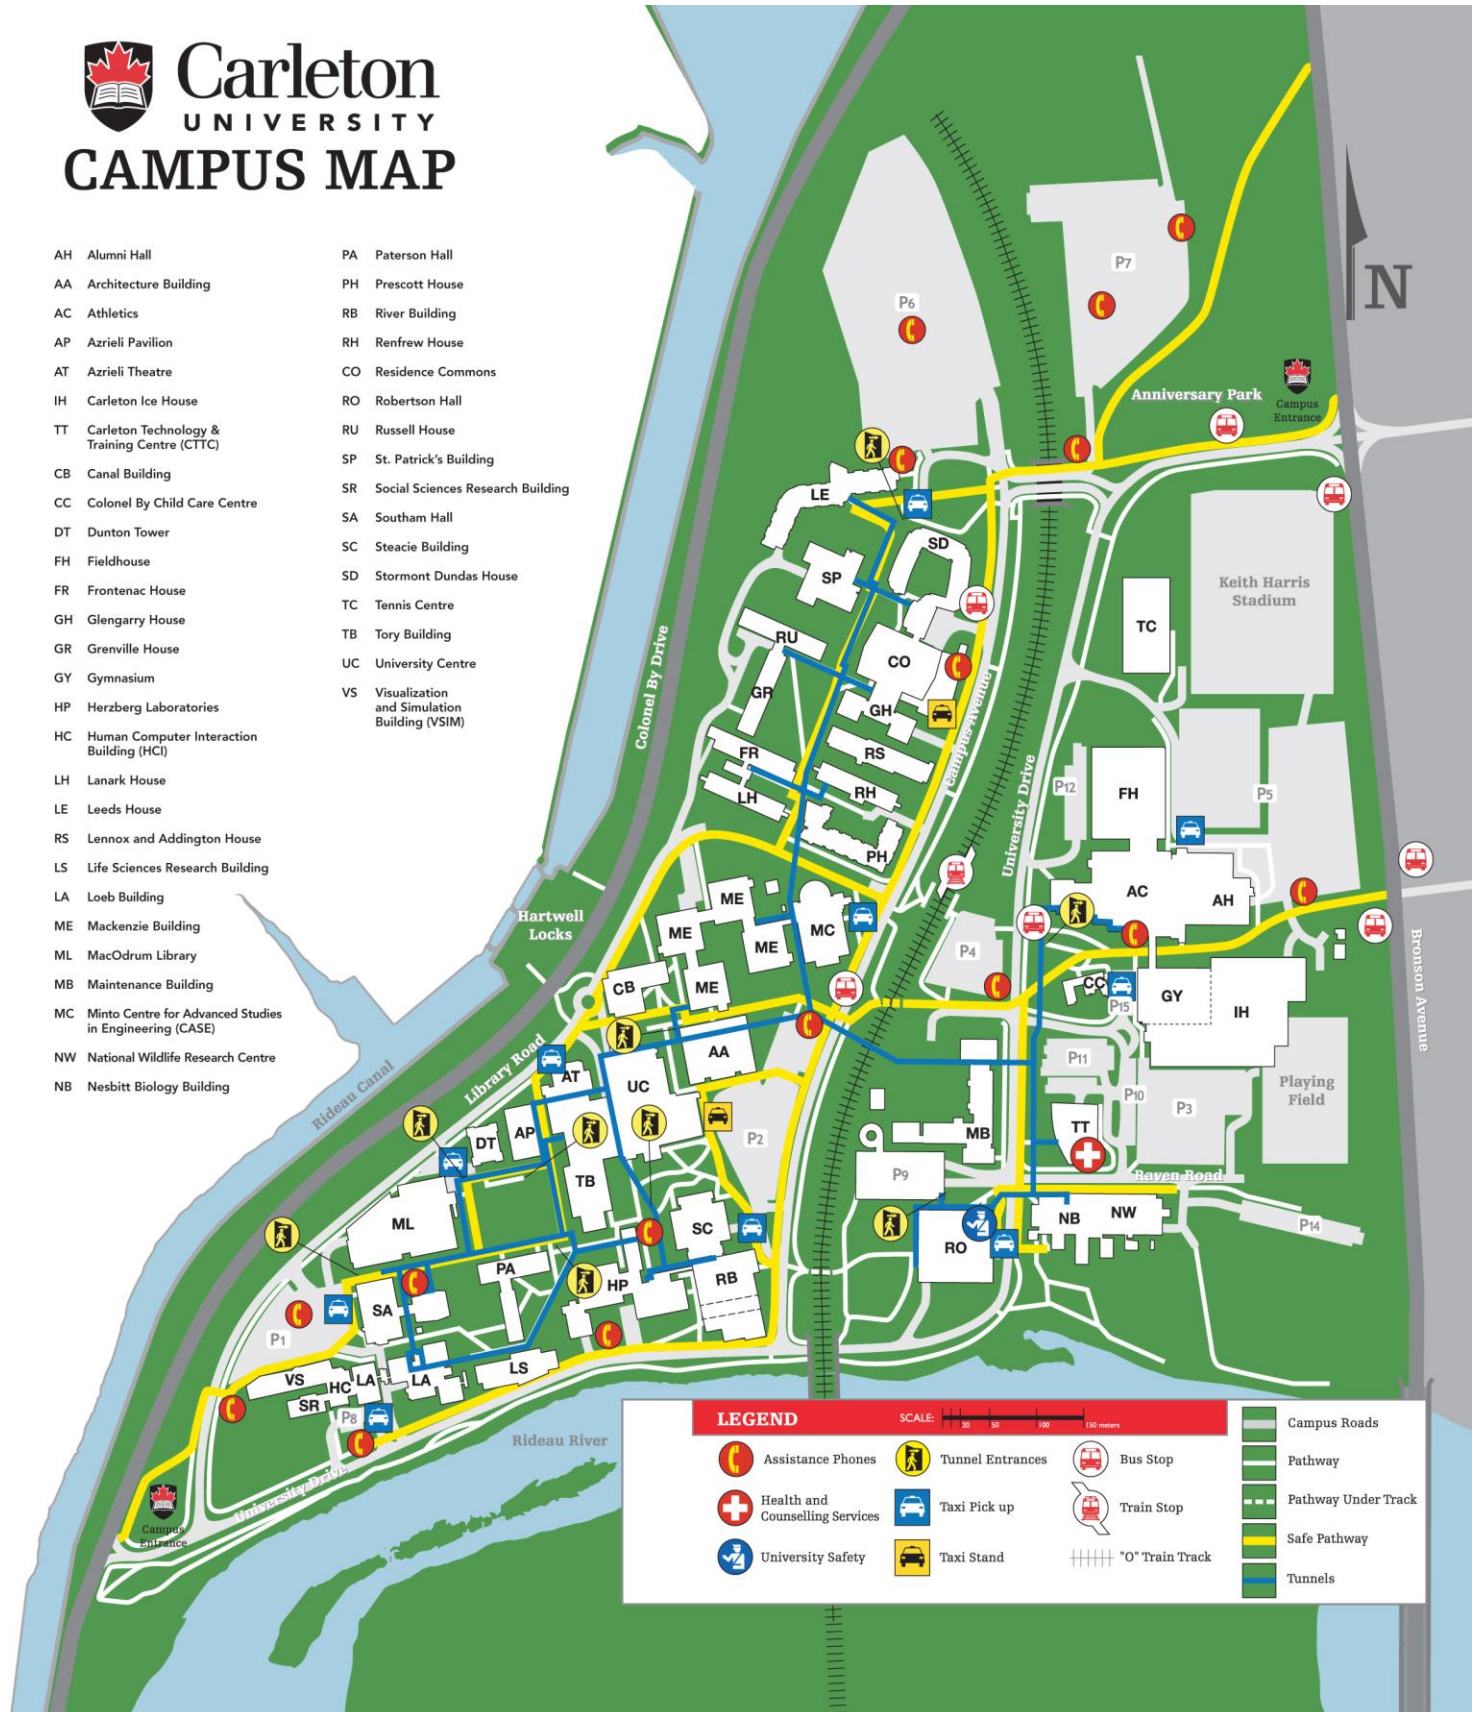 Carleton
UNIVERSITY
CAMPUS MAP
AH Alumni Hall
AA Architecture Building
AC Athletics
AP Azrieli Pavilion
AT Azrieli Theatre
IH Carleton Ice House
TT Carleton Technology &
Training Centre (CTTC)
CB Canal Building
CC Colonel By Child Care Centre
DT Dunton Tower
FH Fieldhouse
FR Frontenac House
GH Glengarry House
GR Grenville House
GY Gymnasium
HP Herzberg Laboratories
HC Human Computer Interaction
Building (HCI)
LH Lanark House
LE Leeds House
RS Lennox and Addington House
LS Life Sciences Research Building
LA Loeb Building
ME Mackenzie Building
ML MacOdrum Library
MB Maintenance Building
MC Minto Centre for Advanced Studies
in Engineering (CASE)
NW National Wildlife Research Centre
NB Nesbitt Biology Building
PA Paterson Hall
PH Prescott House
RB River Building
RH Renfrew House
CO Residence Commons
RO Robertson Hall
RU Russell House
SP St. Patrick's Building
SR Social Sciences Research Building
SA Southam Hall
SC Steacie Building
SD Stormont Dundas House
TC Tennis Centre
TB Tory Building
UC University Centre
VS Visualization
and Simulation
Building (VSIM)
N
P7
P6
Anniversary Park
Campus
Entrance
LE
SD
SP
Keith Harris
Stadium
TC
RU
CO
GR
GH
Colonel By Drive
Campus Avenue
FR
RS
LH
RH
PH
University Drive
P12
FH
P5
AC
AH
ME
ME
ME
ME
MC
Hartwell
Locks
CB
P4
CC
P15
GY
IH
Bronson Avenue
Library Road
Rideau Canal
AT
UC
AA
P11
P10
P3
Playing
Field
P2
DT
AP
TB
MB
TT
P9
Raven Road
ML
SC
RO
NB
NW
P14
PA
HP
RB
SA
P1
VS
HC
LA
LA
LS
SR
P8
Rideau River
University Drive
Campus
Entrance
LEGEND
SCALE:
20 50 100 150 meters
Assistance Phones
Tunnel Entrances
Bus Stop
Health and
Counselling Services
Taxi Pick up
Train Stop
University Safety
Taxi Stand
"O" Train Track
Campus Roads
Pathway
Pathway Under Track
Safe Pathway
Tunnels